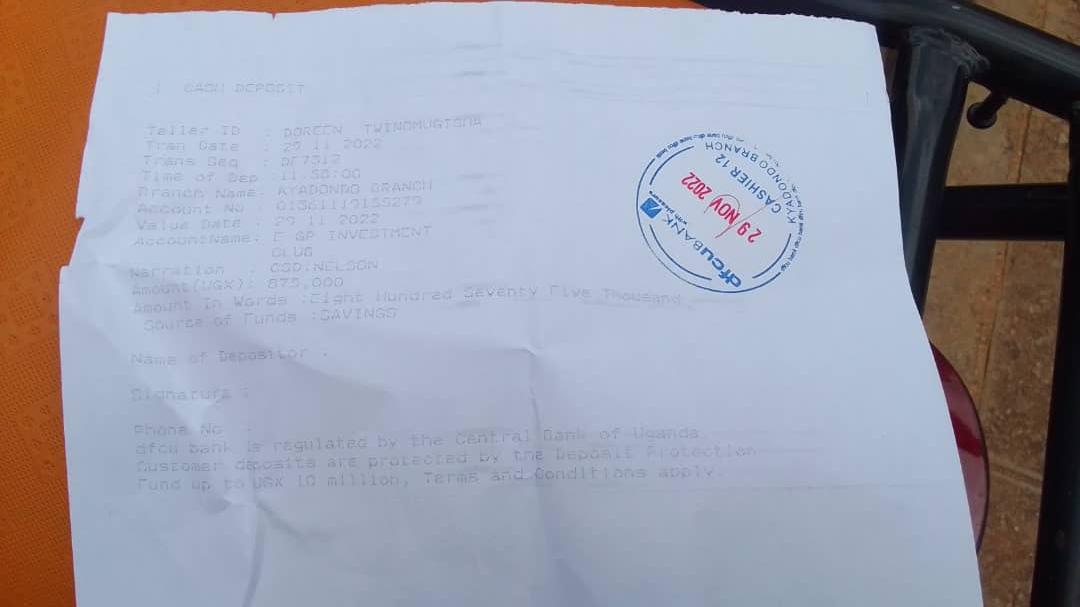 CASH DEPOSIT
Teller ID : DOREEN TWINOMUGISHA
Tran Date : 29 11 2022
Trans Seq : DF7312
Time of Dep :11:58:00
Branch Name: KYADONDO BRANCH
Account No :
Value Date : 29 11 2022
AccountName: E GP INVESTMENT
CLUB
Narration : CSD:NELSON
Amount(UGX): 875,000
Amount In Words :Eight Hundred Seventy Five Thousand
Source of Funds :SAVINGS
Name of Depositor :
Signature :
Phone No :
dfcu bank is regulated by the Central Bank of Uganda.
Customer deposits are protected by the Deposit Protection
Fund up to UGX 10 million, Terms and Conditions apply.
dfcu BANK
with pleasure
29 NOV 2022
CASHIER 12
KYADONDO BRANCH